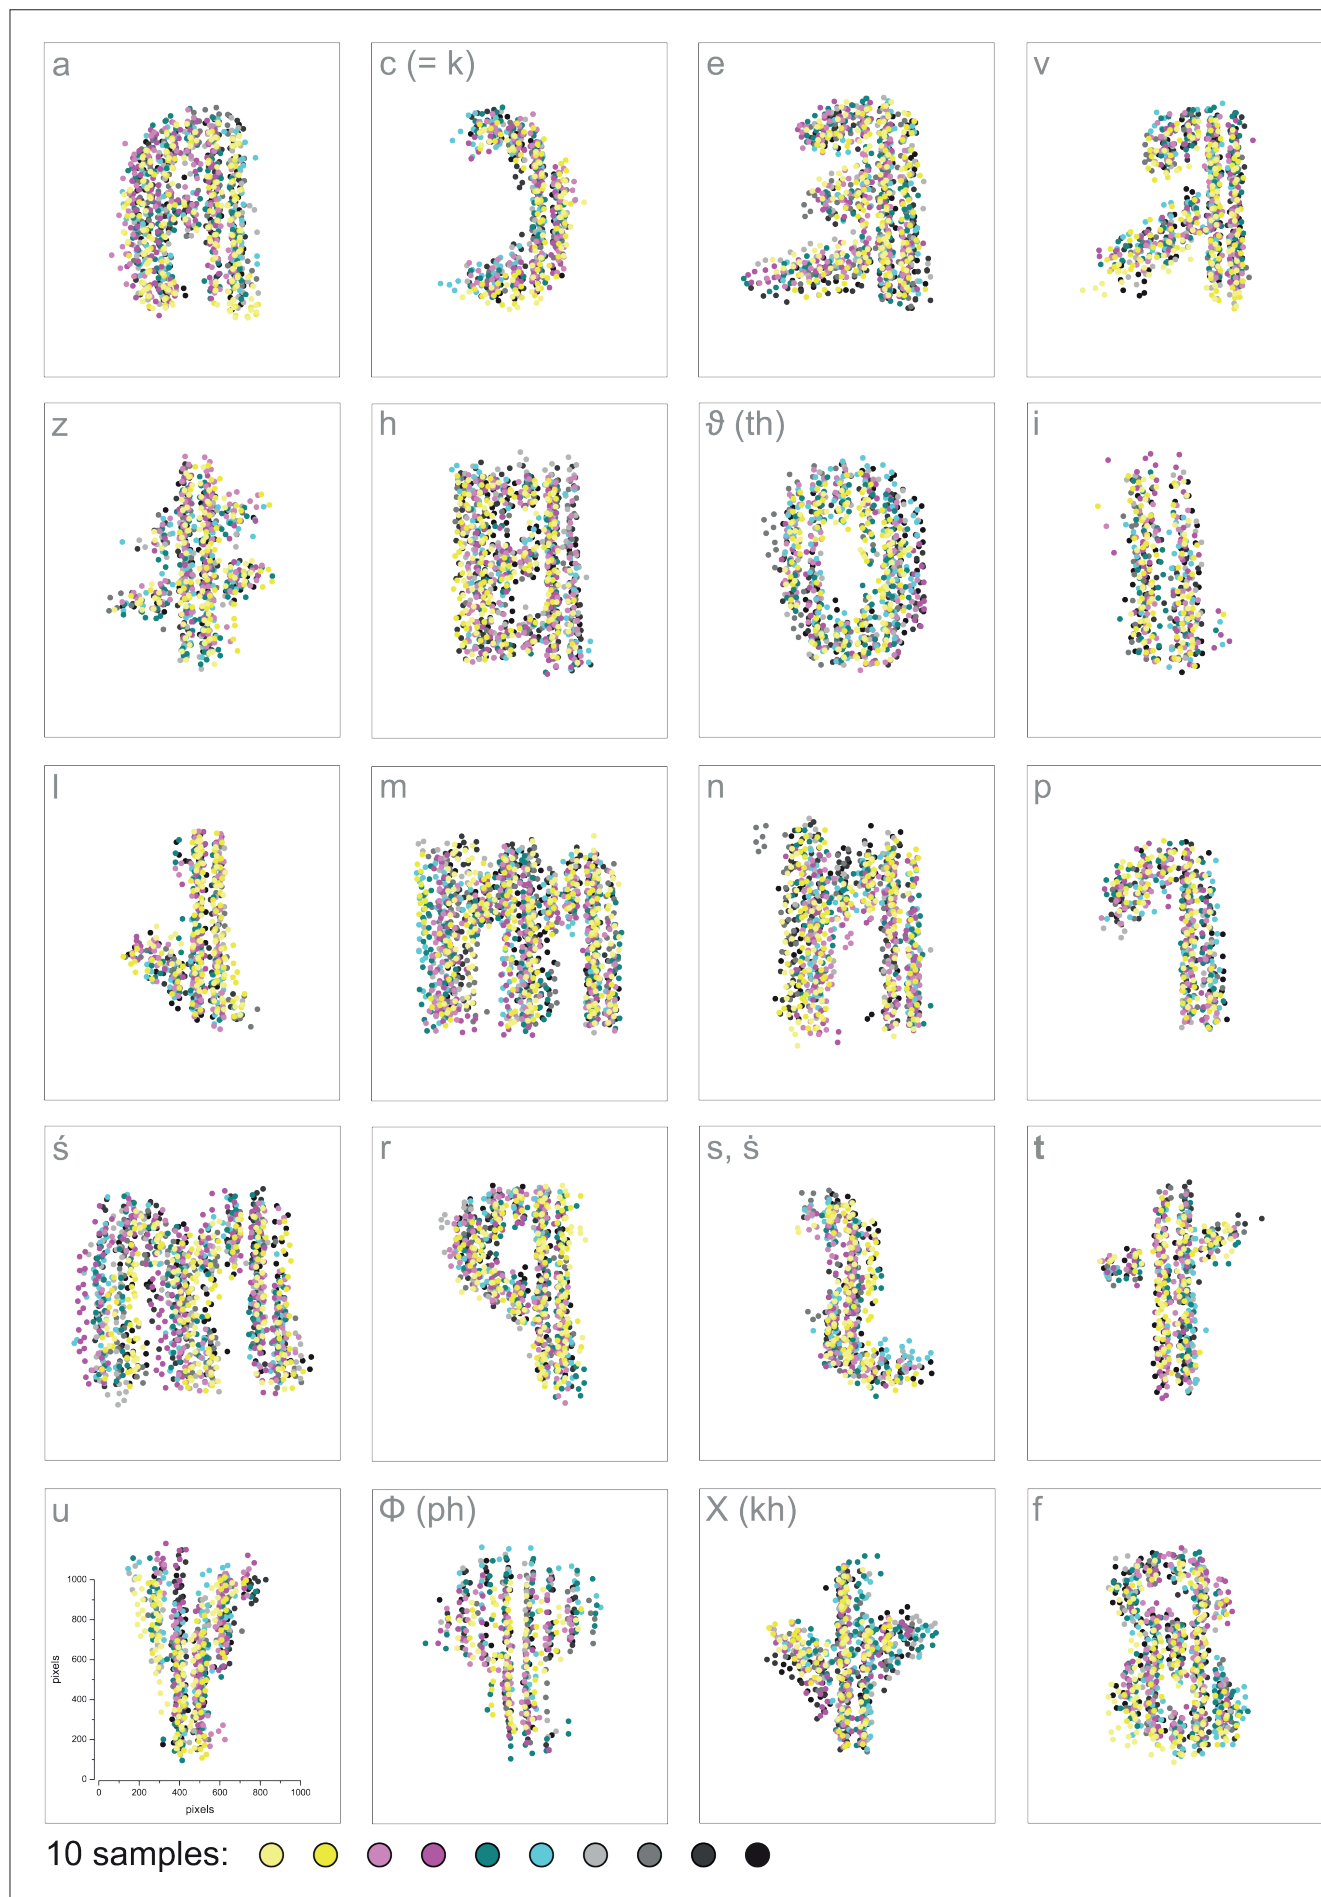 a c (= k) e v
z h ϑ (th) i
l m n p
ś r s, ṡ t
u Φ (ph) Χ (kh) f
1000
800
600
400
200
0
pixels
0 200 400 600 800 1000
pixels
10 samples: